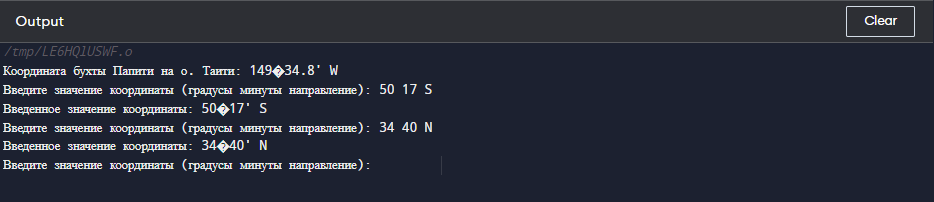 Output
Clear
/tmp/LE6HQlUSWF.o
Координата бухты Папити на о. Таити: 149�34.8' W
Введите значение координаты (градусы минуты направление): 50 17 S
Введенное значение координаты: 50�17' S
Введите значение координаты (градусы минуты направление): 34 40 N
Введенное значение координаты: 34�40' N
Введите значение координаты (градусы минуты направление):